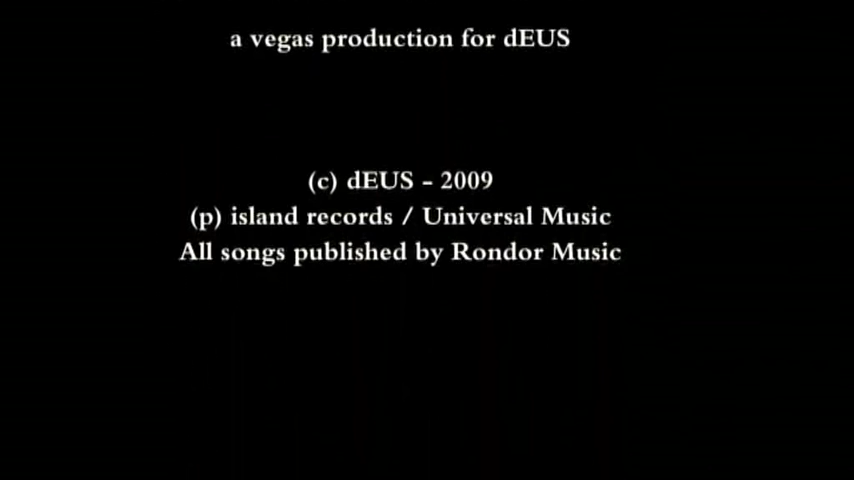 a vegas production for dEUS
(c) dEUS - 2009
(p) island records / Universal Music
All songs published by Rondor Music